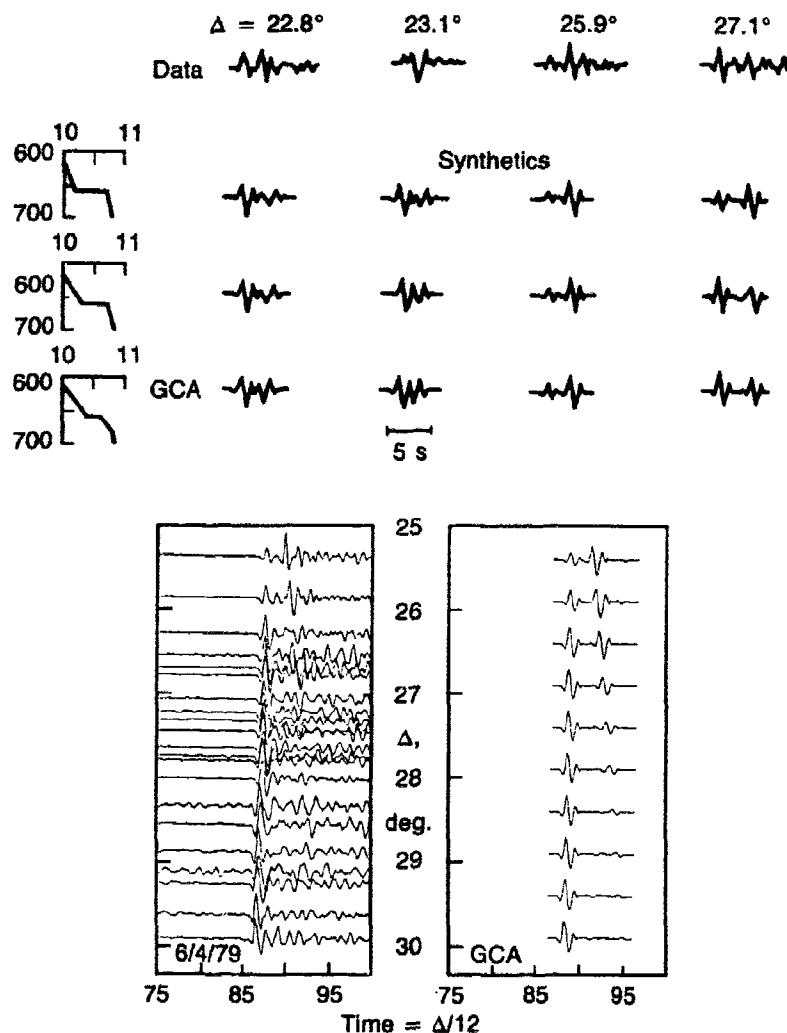 Δ = 22.8° 23.1° 25.9° 27.1°
Data
10 11
600
700
Synthetics
10 11
600
700
10 11
600
700
GCA
5 s
25
26
27
Δ,
28
deg.
29
30
6/4/79
GCA
75 85 95 75 85 95
Time = Δ/12